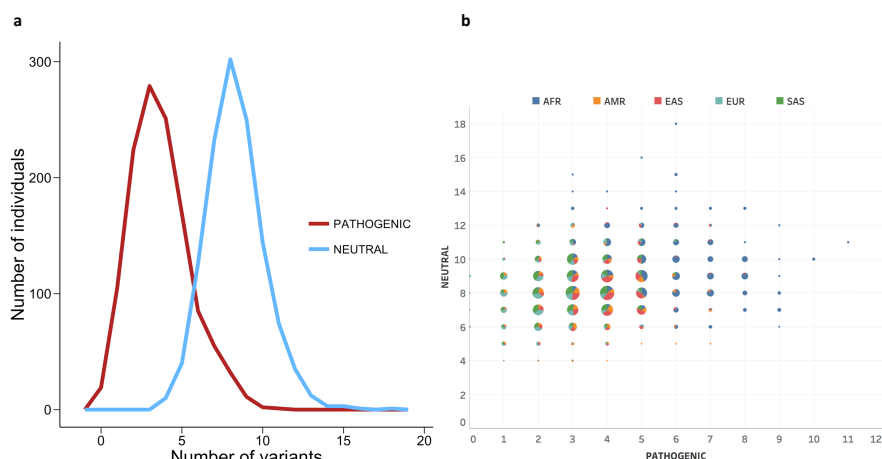 a
Number of individuals
300
200
100
0
0 5 10 15 20
Number of variants
PATHOGENIC
NEUTRAL
b
AFR AMR EAS EUR SAS
NEUTRAL
18
16
14
12
10
8
6
4
2
0
0 1 2 3 4 5 6 7 8 9 10 11 12
PATHOGENIC